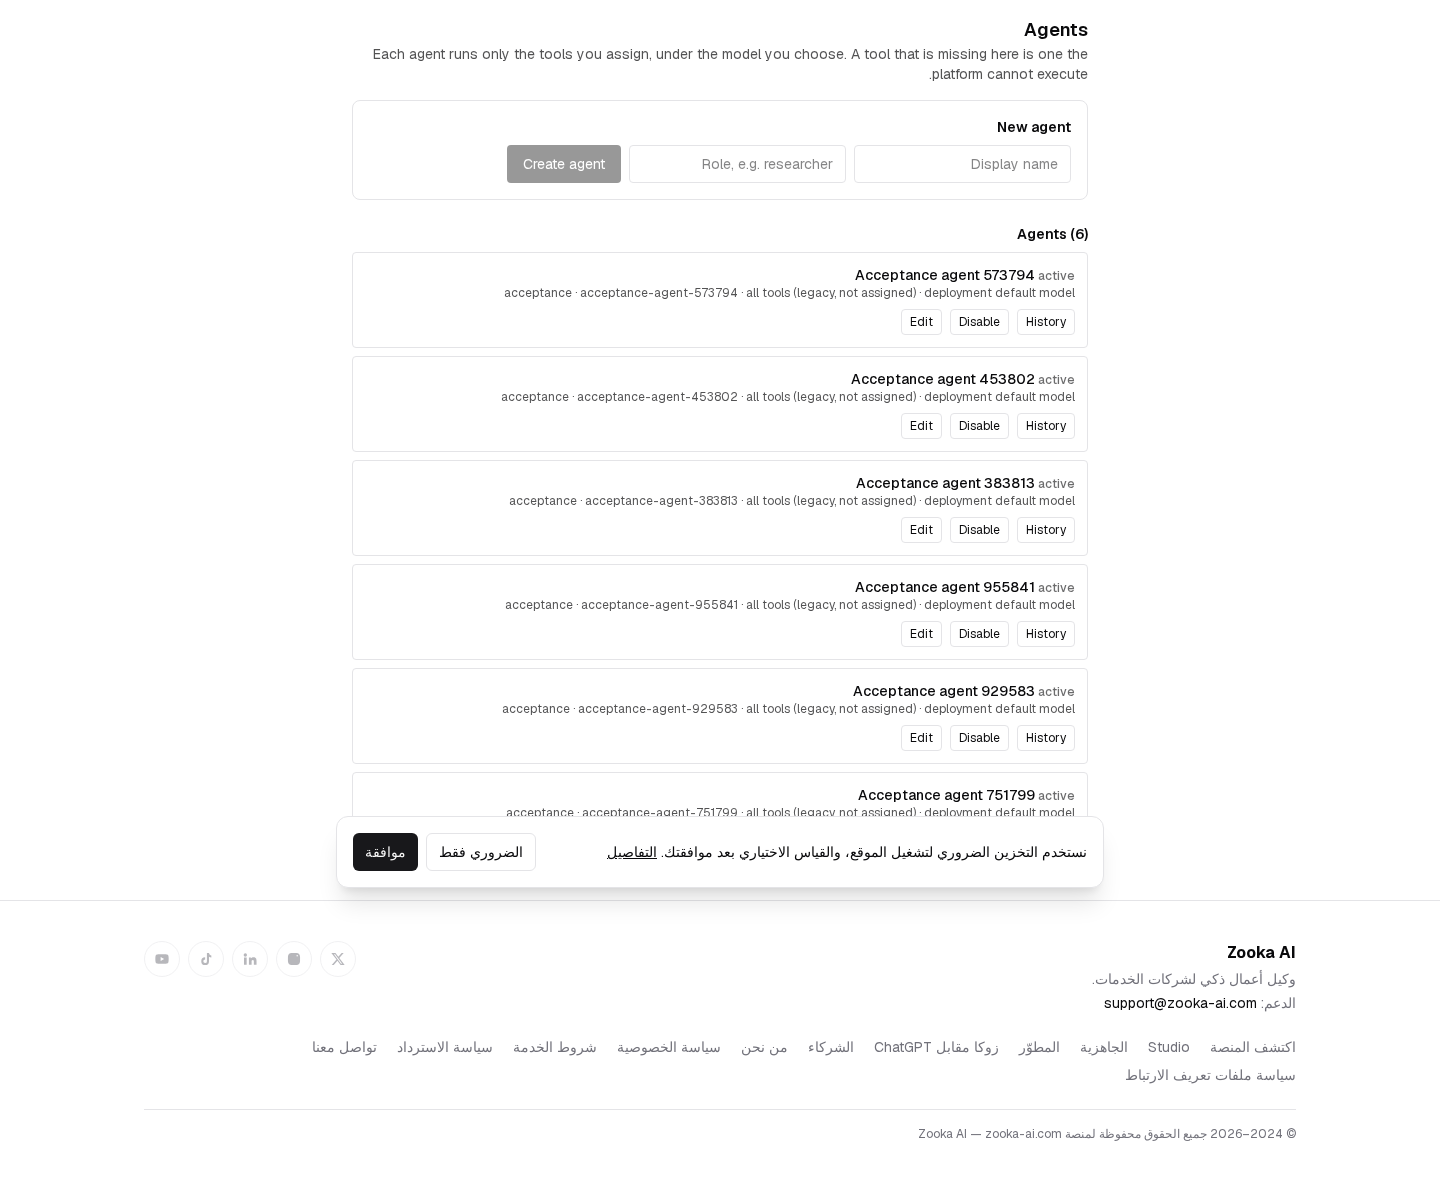 Agents
Each agent runs only the tools you assign, under the model you choose. A tool that is missing here is one the
platform cannot execute.
New agent
Display name
Role, e.g. researcher
Create agent
Agents (6)
Acceptance agent 573794 active
acceptance · acceptance-agent-573794 · all tools (legacy, not assigned) · deployment default model
Edit Disable History
Acceptance agent 453802 active
acceptance · acceptance-agent-453802 · all tools (legacy, not assigned) · deployment default model
Edit Disable History
Acceptance agent 383813 active
acceptance · acceptance-agent-383813 · all tools (legacy, not assigned) · deployment default model
Edit Disable History
Acceptance agent 955841 active
acceptance · acceptance-agent-955841 · all tools (legacy, not assigned) · deployment default model
Edit Disable History
Acceptance agent 929583 active
acceptance · acceptance-agent-929583 · all tools (legacy, not assigned) · deployment default model
Edit Disable History
Acceptance agent 751799 active
acceptance · acceptance-agent-751799 · all tools (legacy, not assigned) · deployment default model
نستخدم التخزين الضروري لتشغيل الموقع، والقياس الاختياري بعد موافقتك. التفاصيل
الضروري فقط
موافقة
Zooka AI
وكيل أعمال ذكي لشركات الخدمات.
الدعم: support@zooka-ai.com
اكتشف المنصة Studio الجاهزية المطوّر زوكا مقابل ChatGPT الشركاء من نحن سياسة الخصوصية شروط الخدمة سياسة الاسترداد تواصل معنا
سياسة ملفات تعريف الارتباط
© 2024–2026 جميع الحقوق محفوظة لمنصة Zooka AI — zooka-ai.com